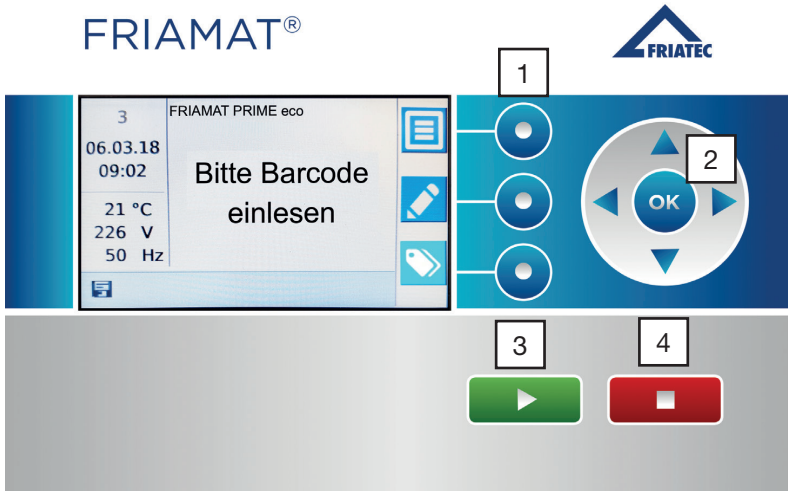 FRIAMAT®
FRIATEC
1
3
FRIAMAT PRIME eco
06.03.18
09:02
Bitte Barcode
einlesen
21 °C
226 V
50 Hz
2
OK
3
4